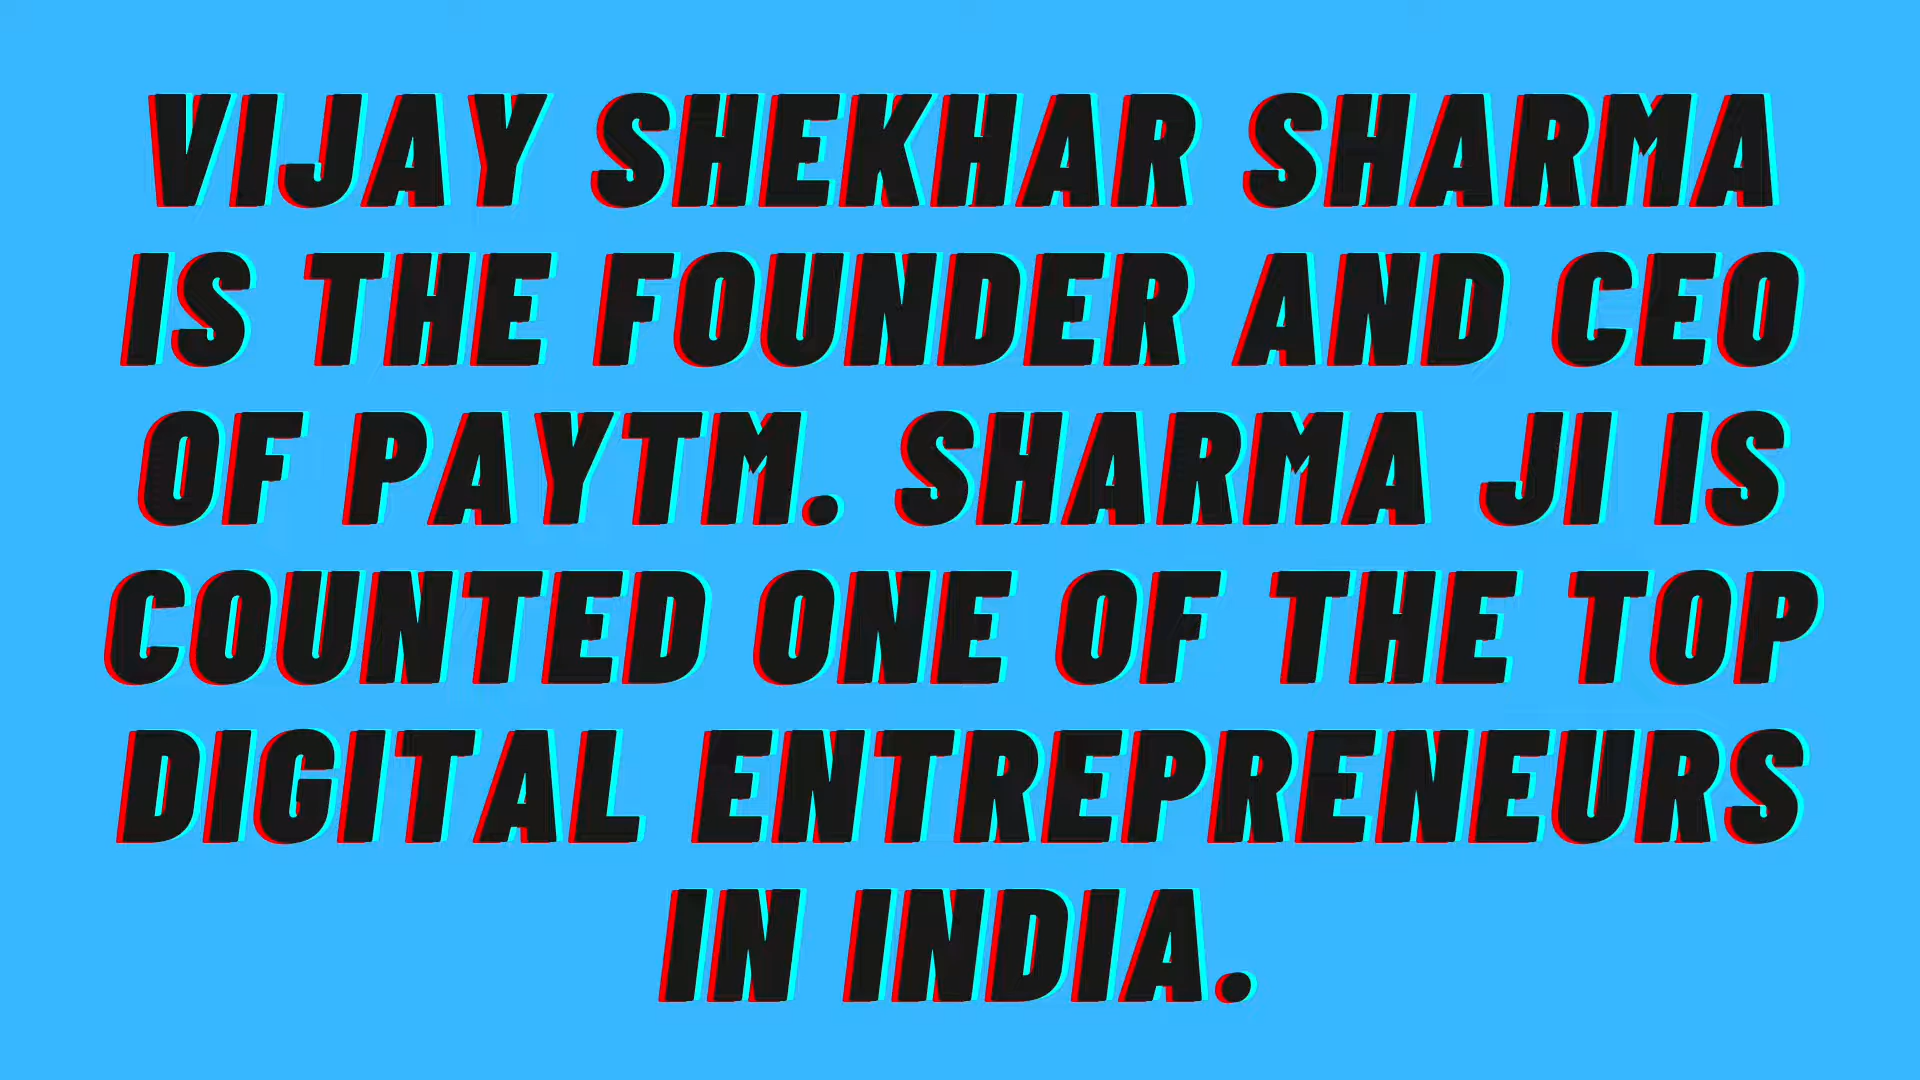 VIJAY SHEKHAR SHARMA
IS THE FOUNDER AND CEO
OF PAYTM. SHARMA JI IS
COUNTED ONE OF THE TOP
DIGITAL ENTREPRENEURS
IN INDIA.